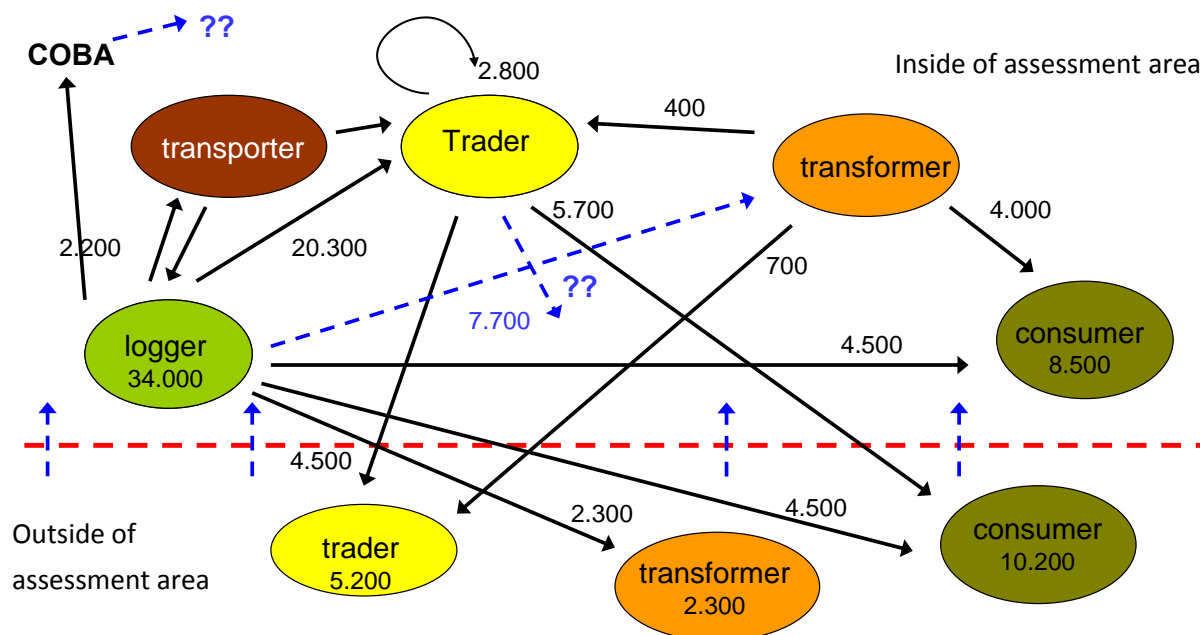 ??
COBA
2.800
Inside of assessment area
400
transporter
Trader
transformer
5.700
4.000
2.200
20.300
700
??
7.700
logger
34.000
4.500
consumer
8.500
4.500
2.300
4.500
Outside of
assessment area
trader
5.200
transformer
2.300
consumer
10.200